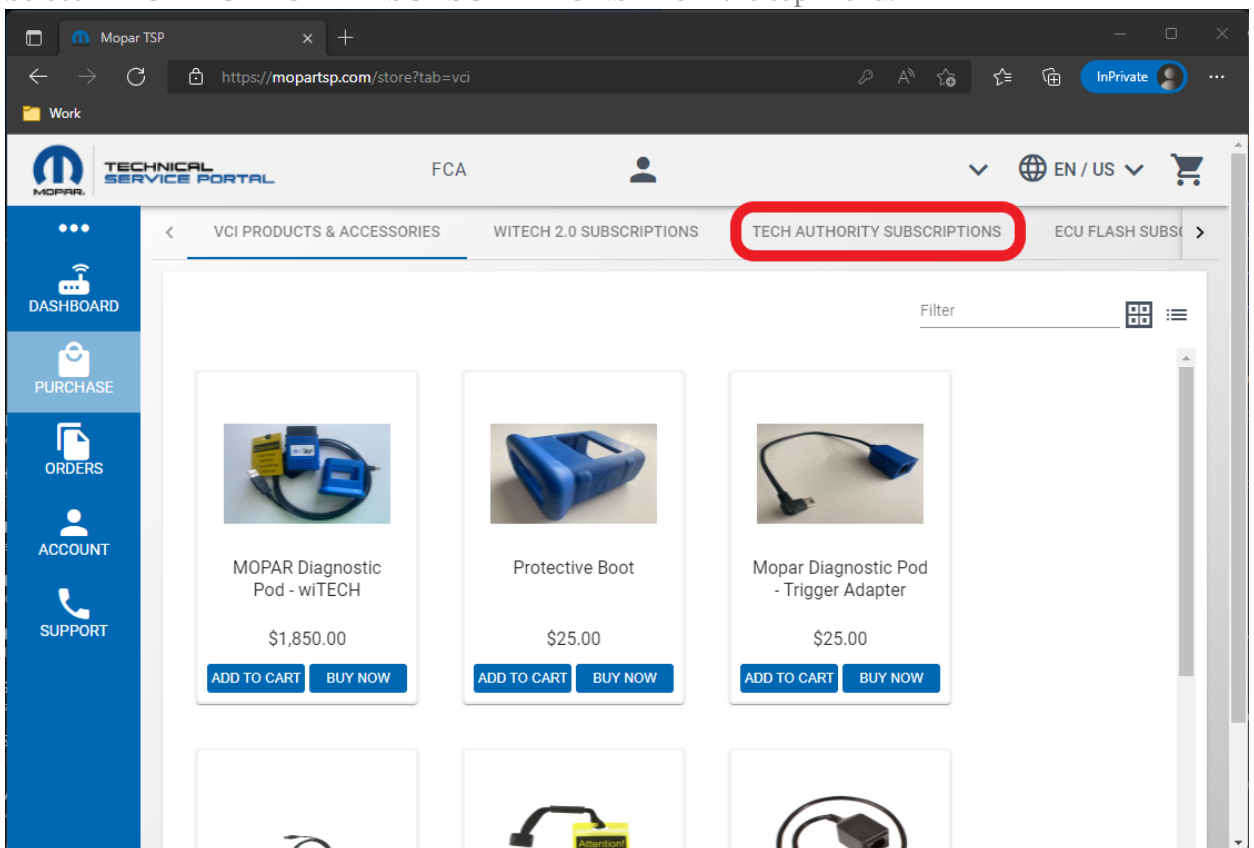 Mopar TSP
https://mopartsp.com/store?tab=vci
InPrivate
Work
MOPAR.
TECHNICAL
SERVICE PORTAL
FCA
EN / US
VCI PRODUCTS & ACCESSORIES
WITECH 2.0 SUBSCRIPTIONS
TECH AUTHORITY SUBSCRIPTIONS
ECU FLASH
DASHBOARD
PURCHASE
ORDERS
ACCOUNT
SUPPORT
Filter
MOPAR Diagnostic
Pod - wiTECH
$1,850.00
ADD TO CART
BUY NOW
Protective Boot
$25.00
ADD TO CART
BUY NOW
Mopar Diagnostic Pod
- Trigger Adapter
$25.00
ADD TO CART
BUY NOW
Attention!